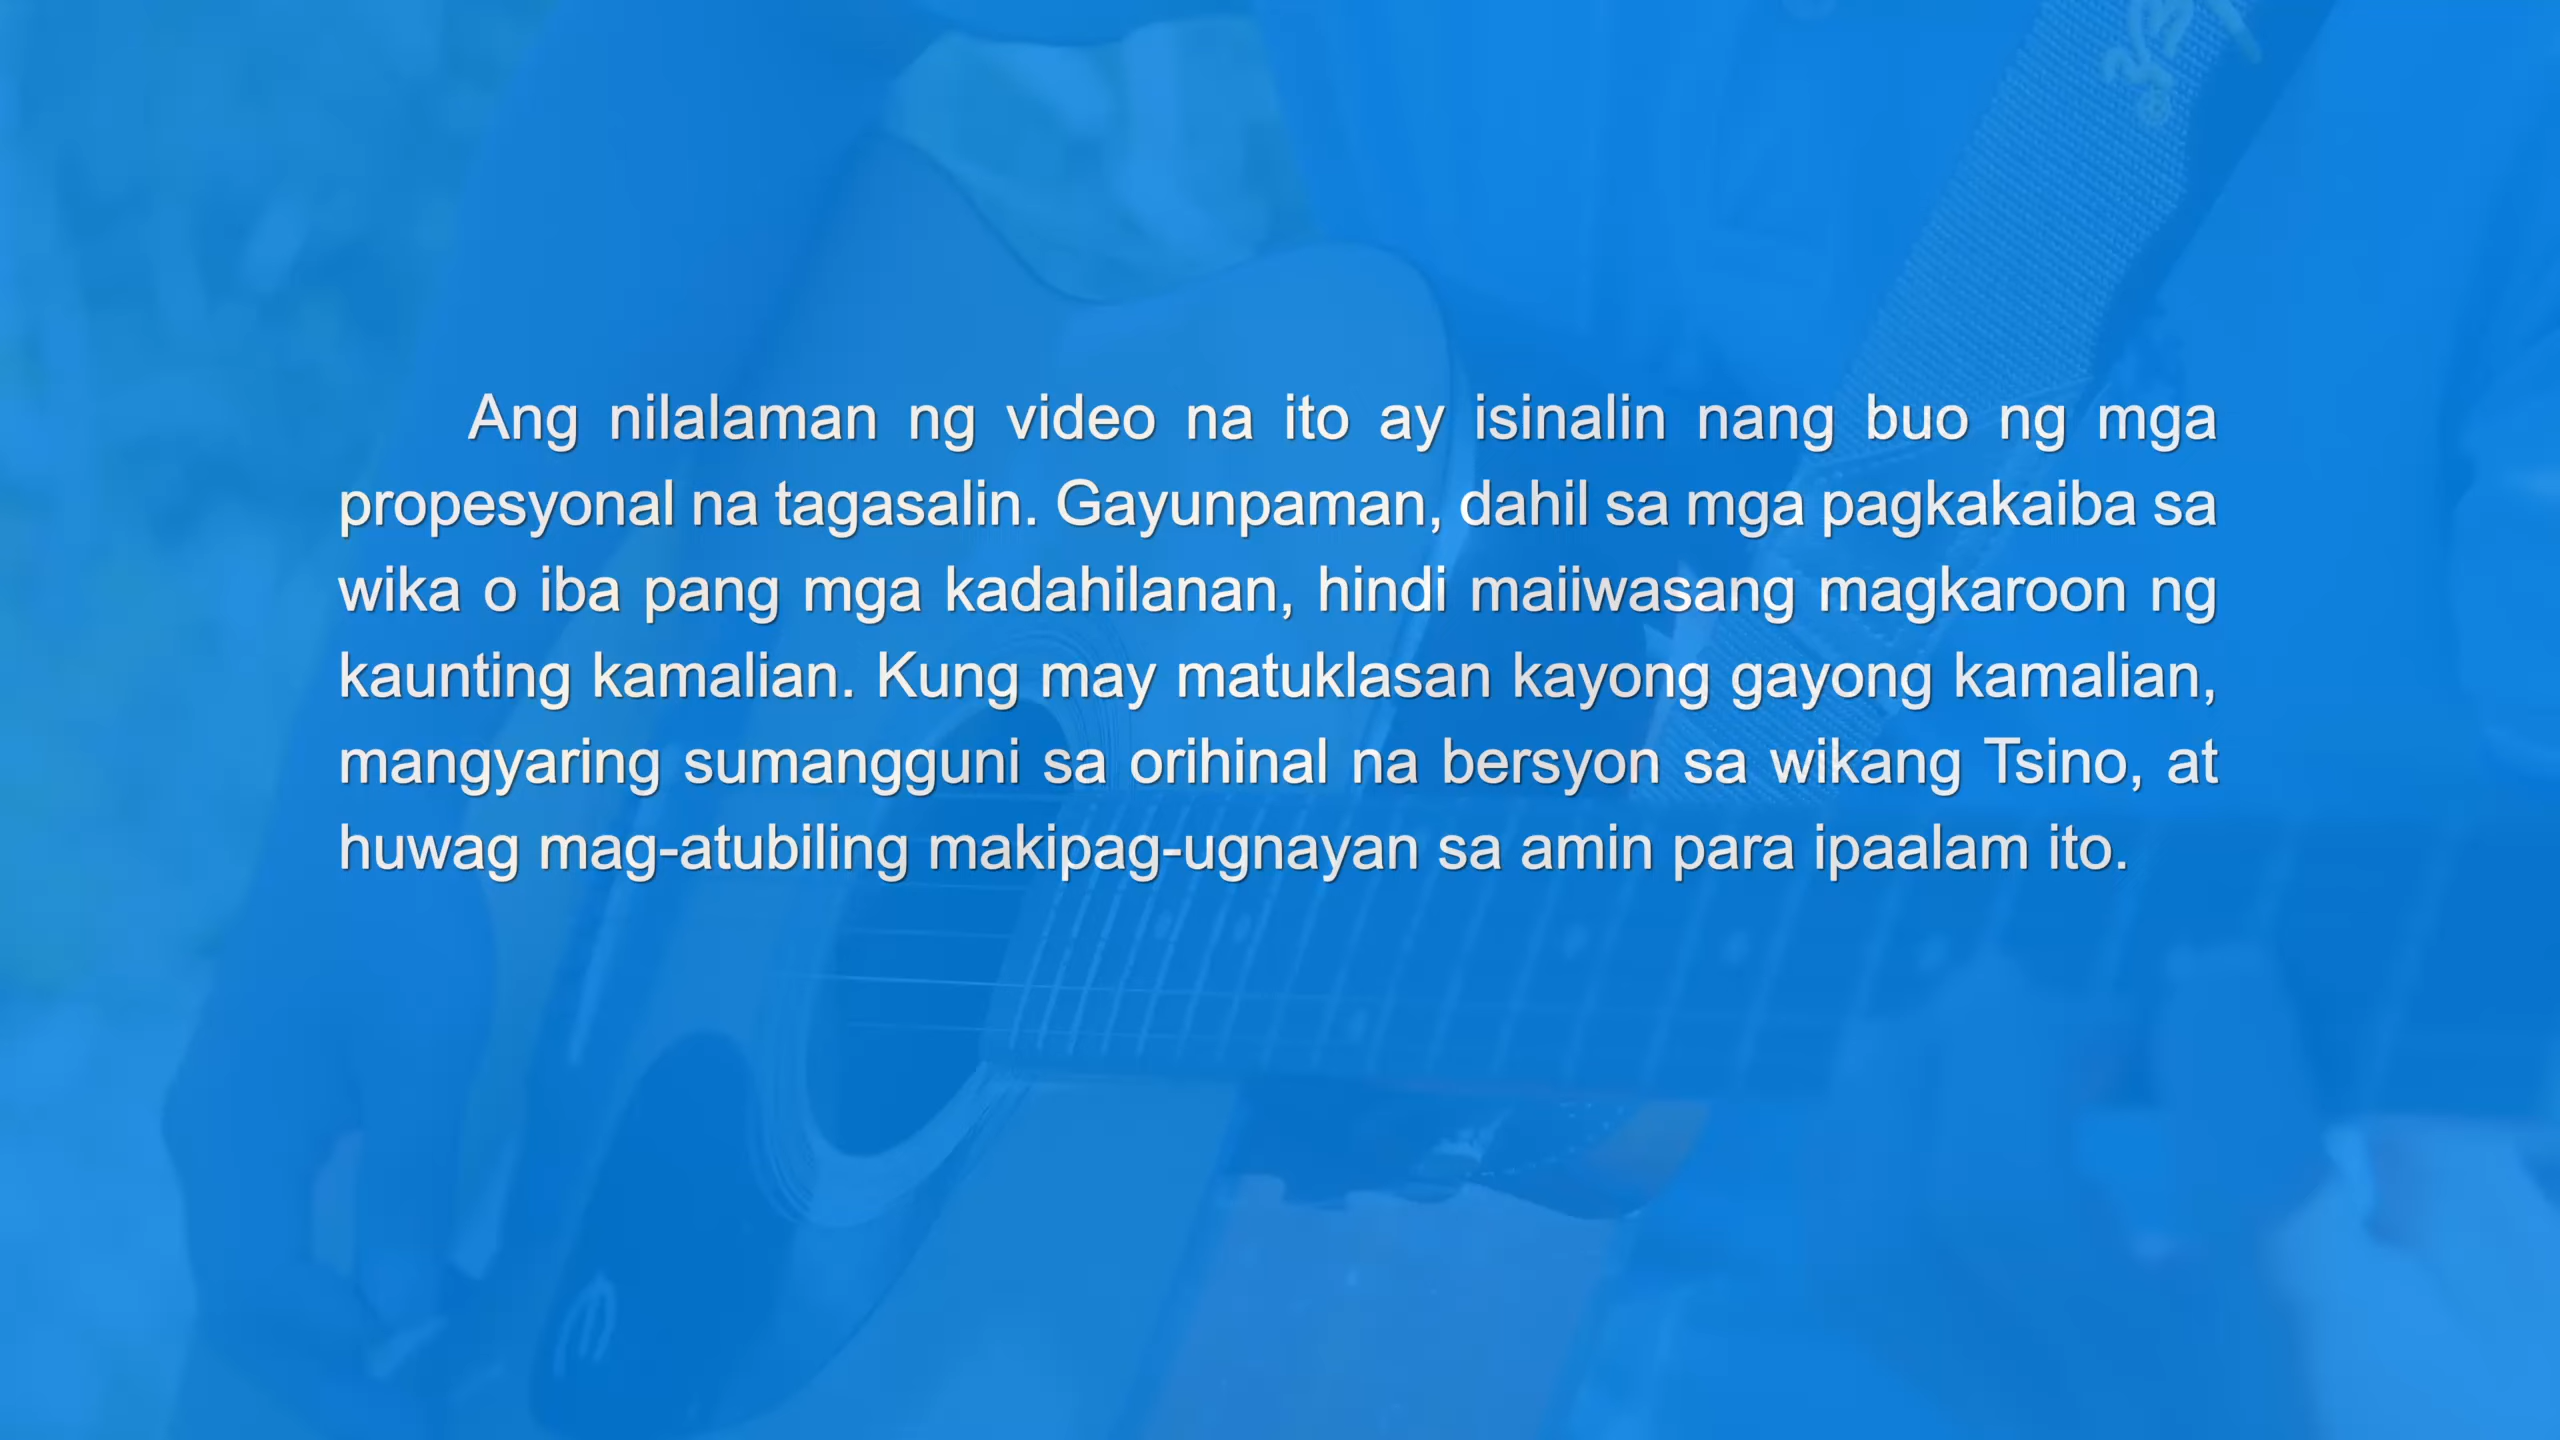 Ang nilalaman ng video na ito ay isinalin nang buo ng mga
propesyonal na tagasalin. Gayunpaman, dahil sa mga pagkakaiba sa
wika o iba pang mga kadahilanan, hindi maiiwasang magkaroon ng
kaunting kamalian. Kung may matuklasan kayong gayong kamalian,
mangyaring sumangguni sa orihinal na bersyon sa wikang Tsino, at
huwag mag-atubiling makipag-ugnayan sa amin para ipaalam ito.